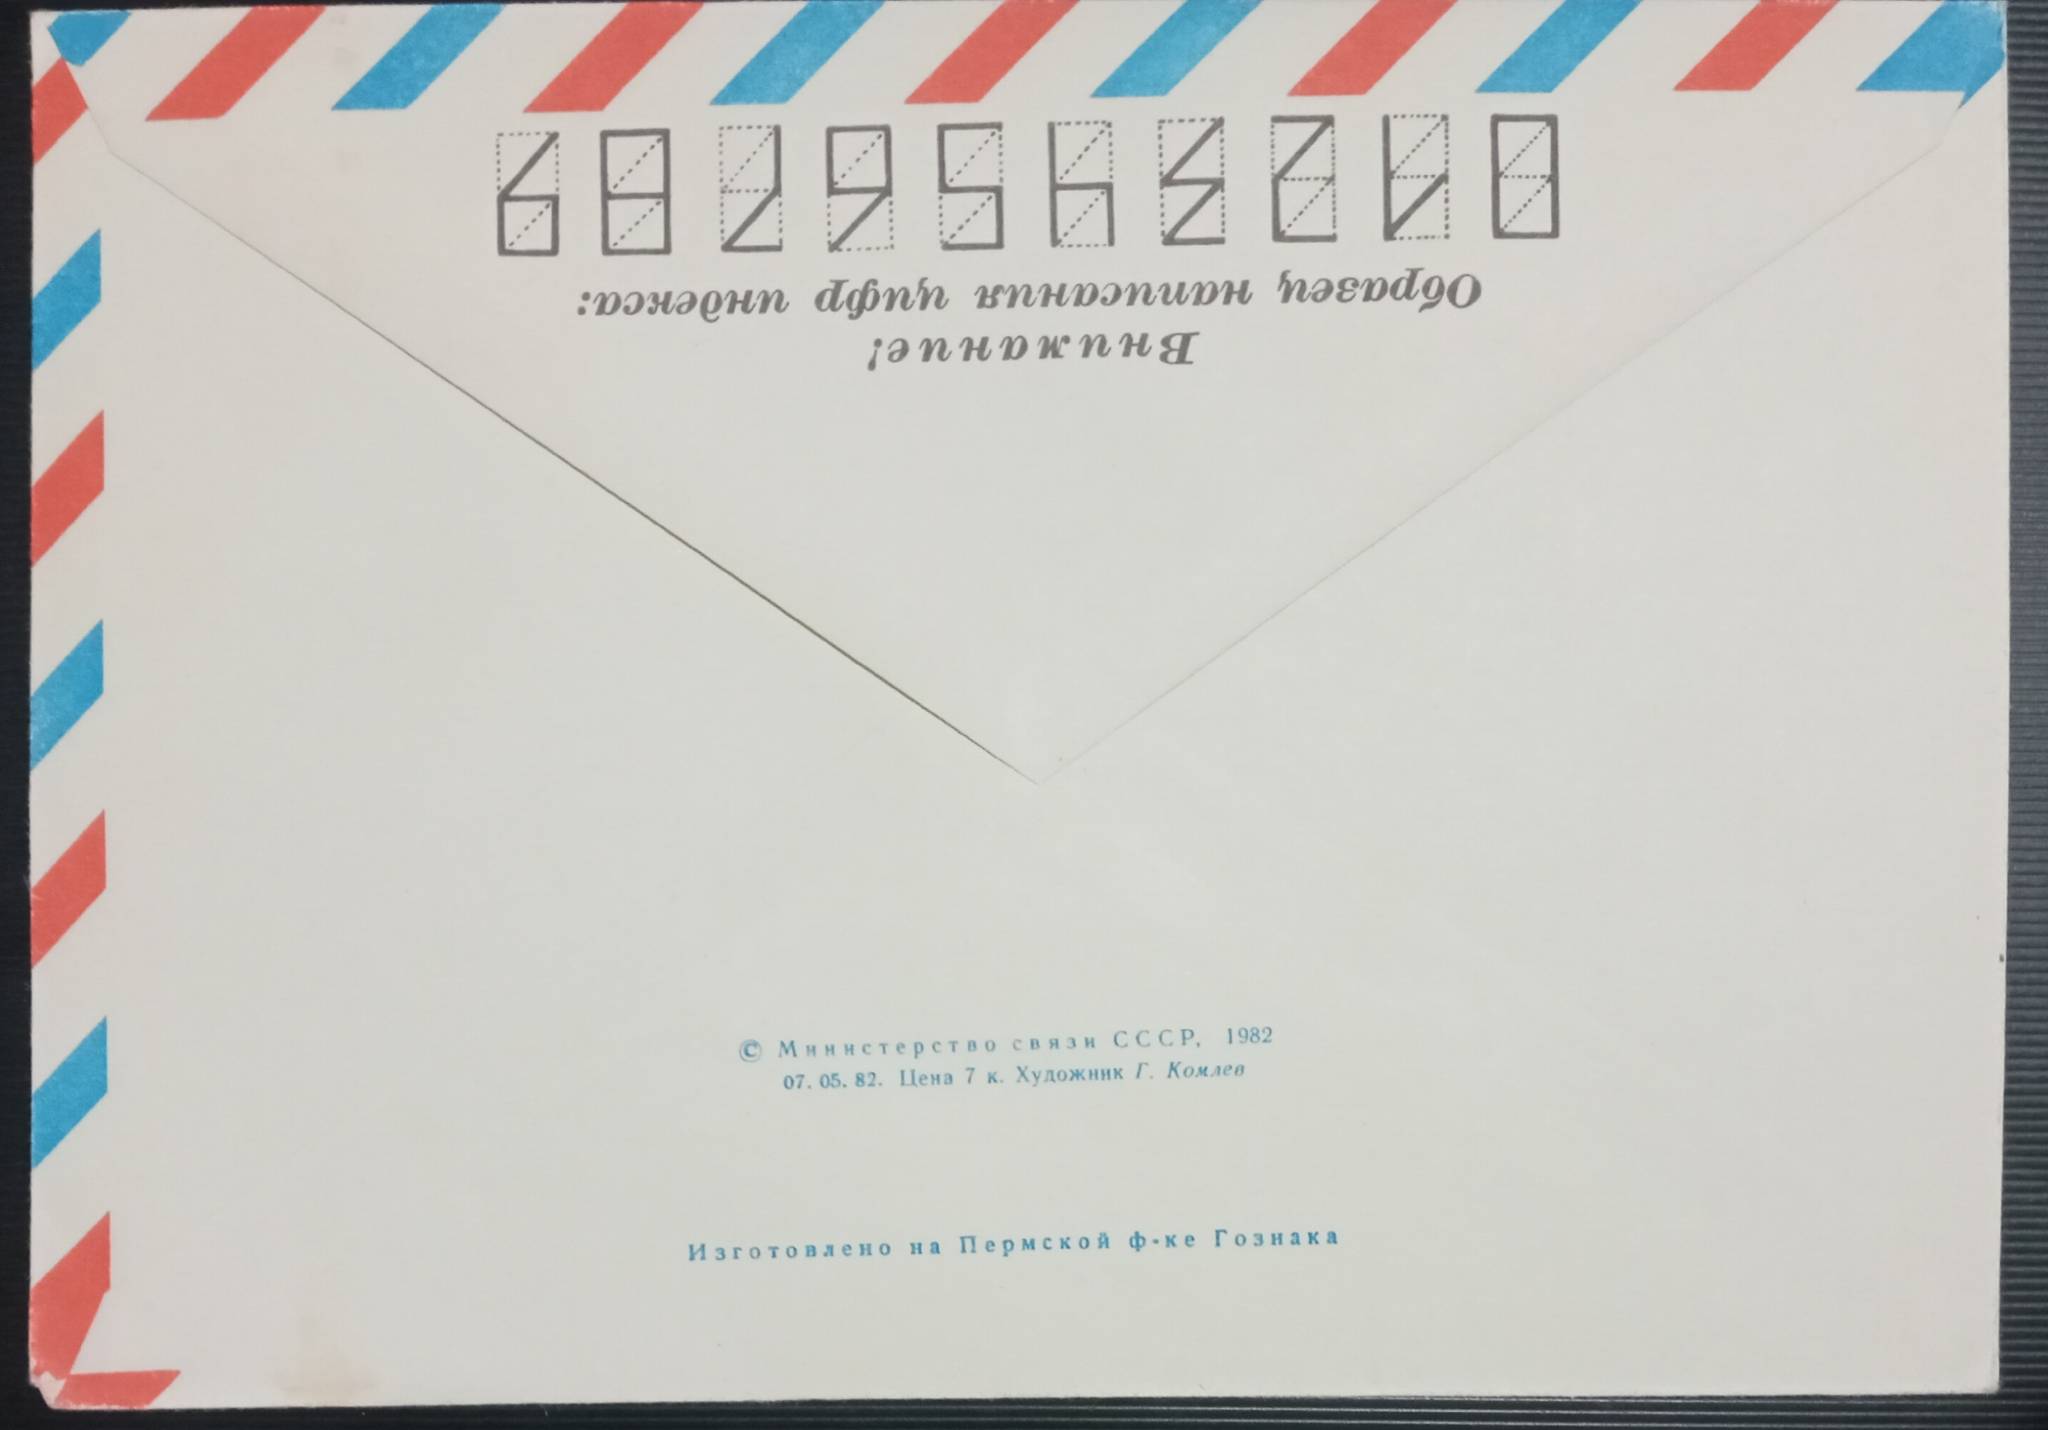 Внимание!
Образец написания цифр индекса:
0123456789
© Министерство связи СССР, 1982
07. 05. 82. Цена 7 к. Художник Г. Комлев
Изготовлено на Пермской ф-ке Гознака